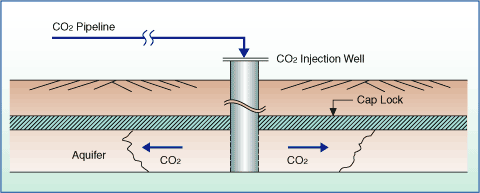 CO₂ Pipeline
CO₂ Injection Well
Cap Lock
Aquifer
CO₂
CO₂